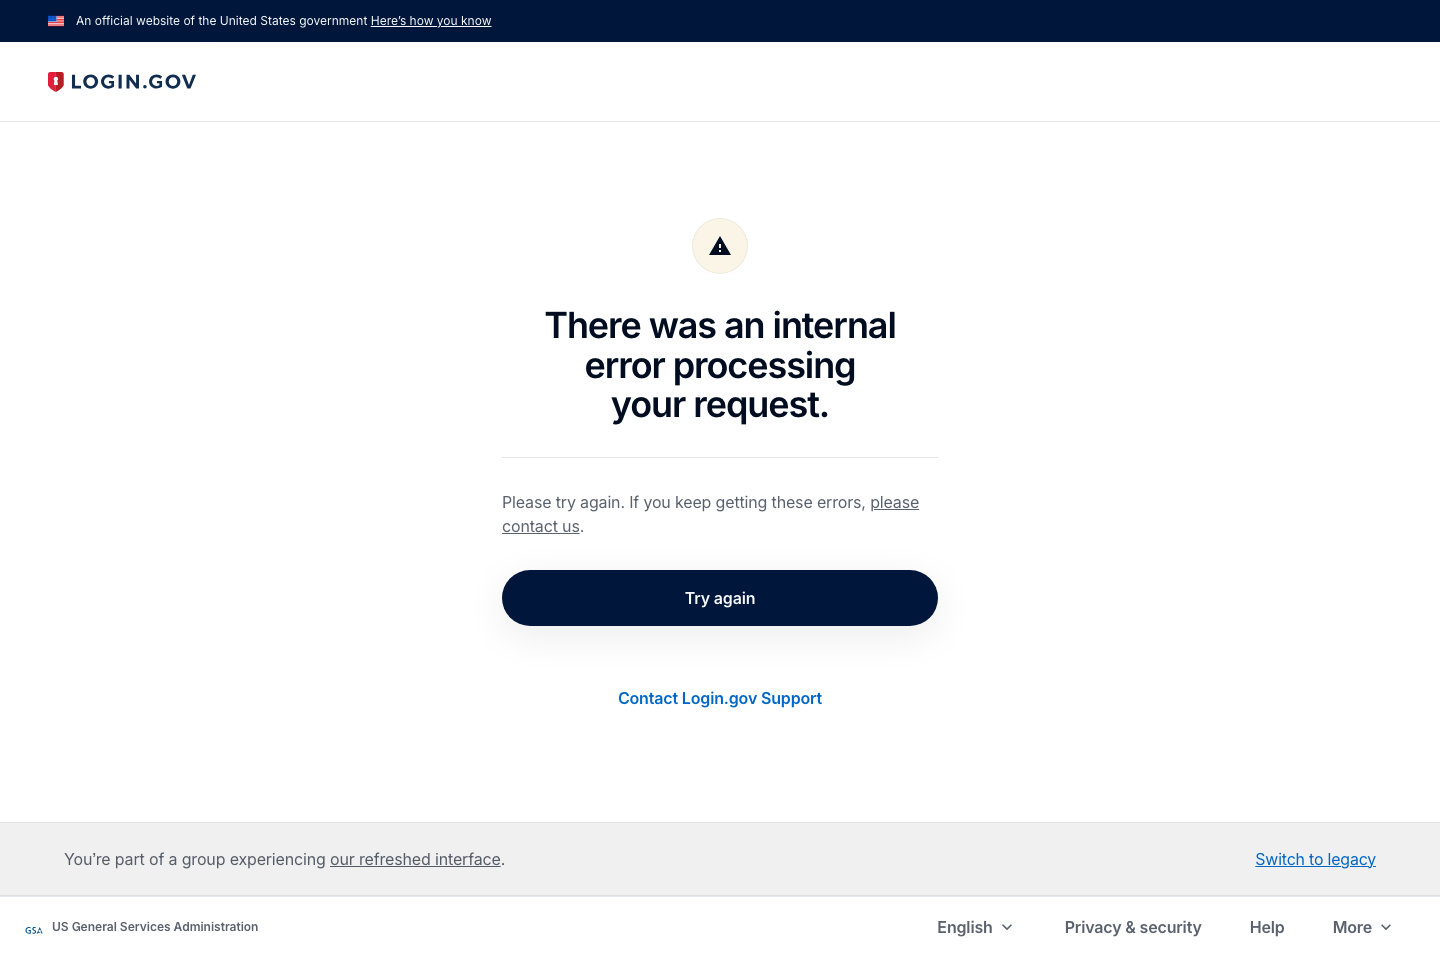 An official website of the United States government Here’s how you know
LOGIN.GOV
There was an internal
error processing
your request.
Please try again. If you keep getting these errors, please
contact us.
Try again
Contact Login.gov Support
You’re part of a group experiencing our refreshed interface.
Switch to legacy
GSA US General Services Administration
English
Privacy & security
Help
More